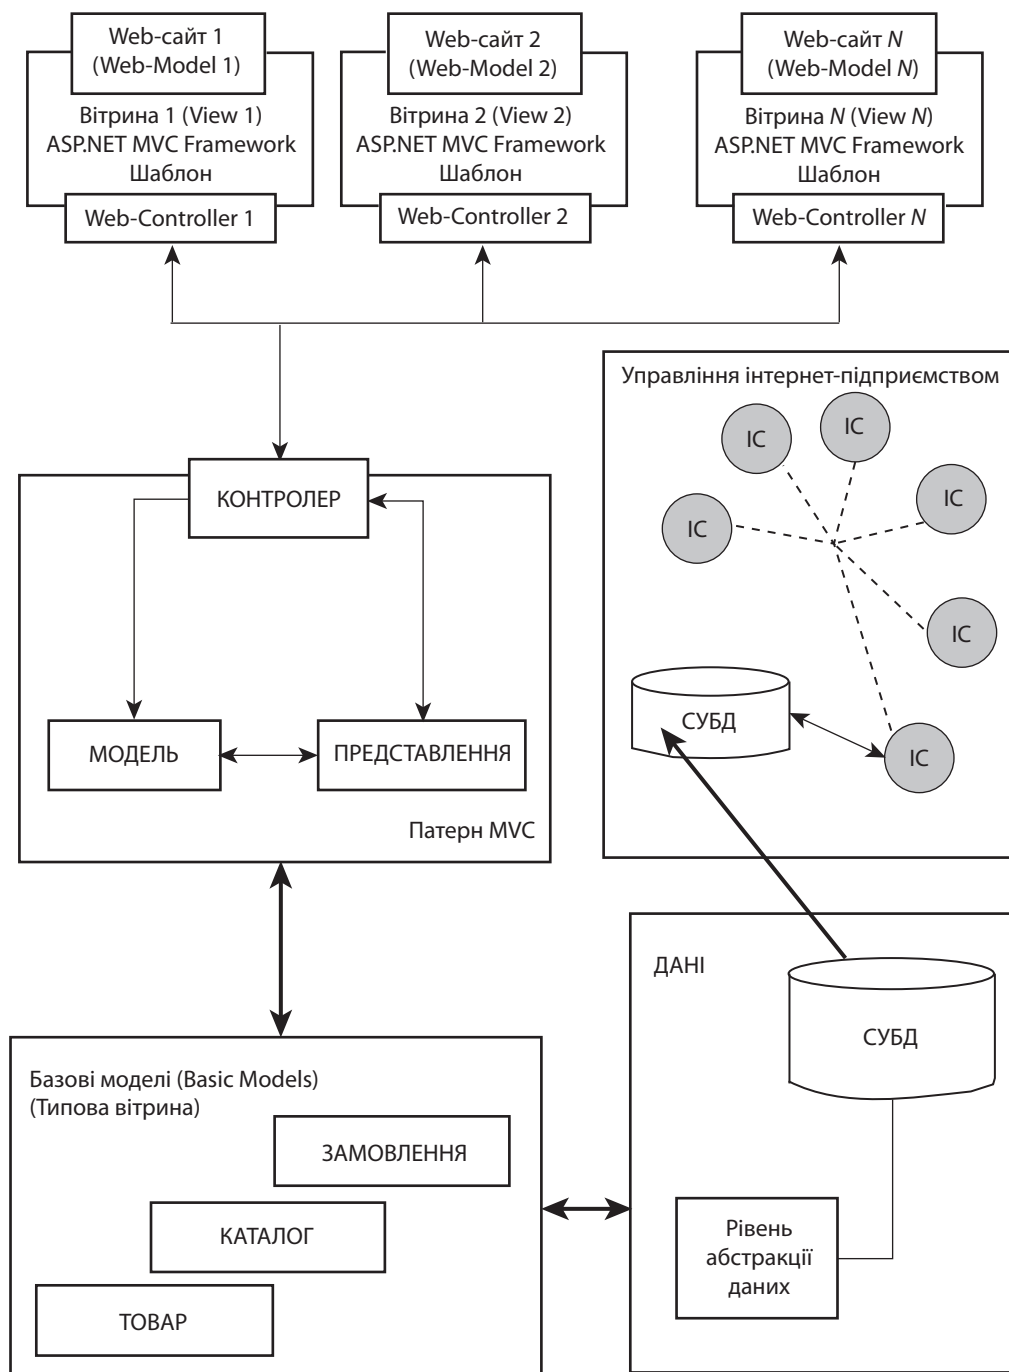 Web-сайт 1
(Web-Model 1)
Вітрина 1 (View 1)
ASP.NET MVC Framework
Шаблон
Web-Controller 1
Web-сайт 2
(Web-Model 2)
Вітрина 2 (View 2)
ASP.NET MVC Framework
Шаблон
Web-Controller 2
Web-сайт N
(Web-Model N)
Вітрина N (View N)
ASP.NET MVC Framework
Шаблон
Web-Controller N
КОНТРОЛЕР
МОДЕЛЬ
ПРЕДСТАВЛЕННЯ
Патерн MVC
Управління інтернет-підприємством
ІС
ІС
ІС
ІС
ІС
ІС
СУБД
Базові моделі (Basic Models)
(Типова вітрина)
ЗАМОВЛЕННЯ
КАТАЛОГ
ТОВАР
ДАНІ
СУБД
Рівень
абстракції
даних